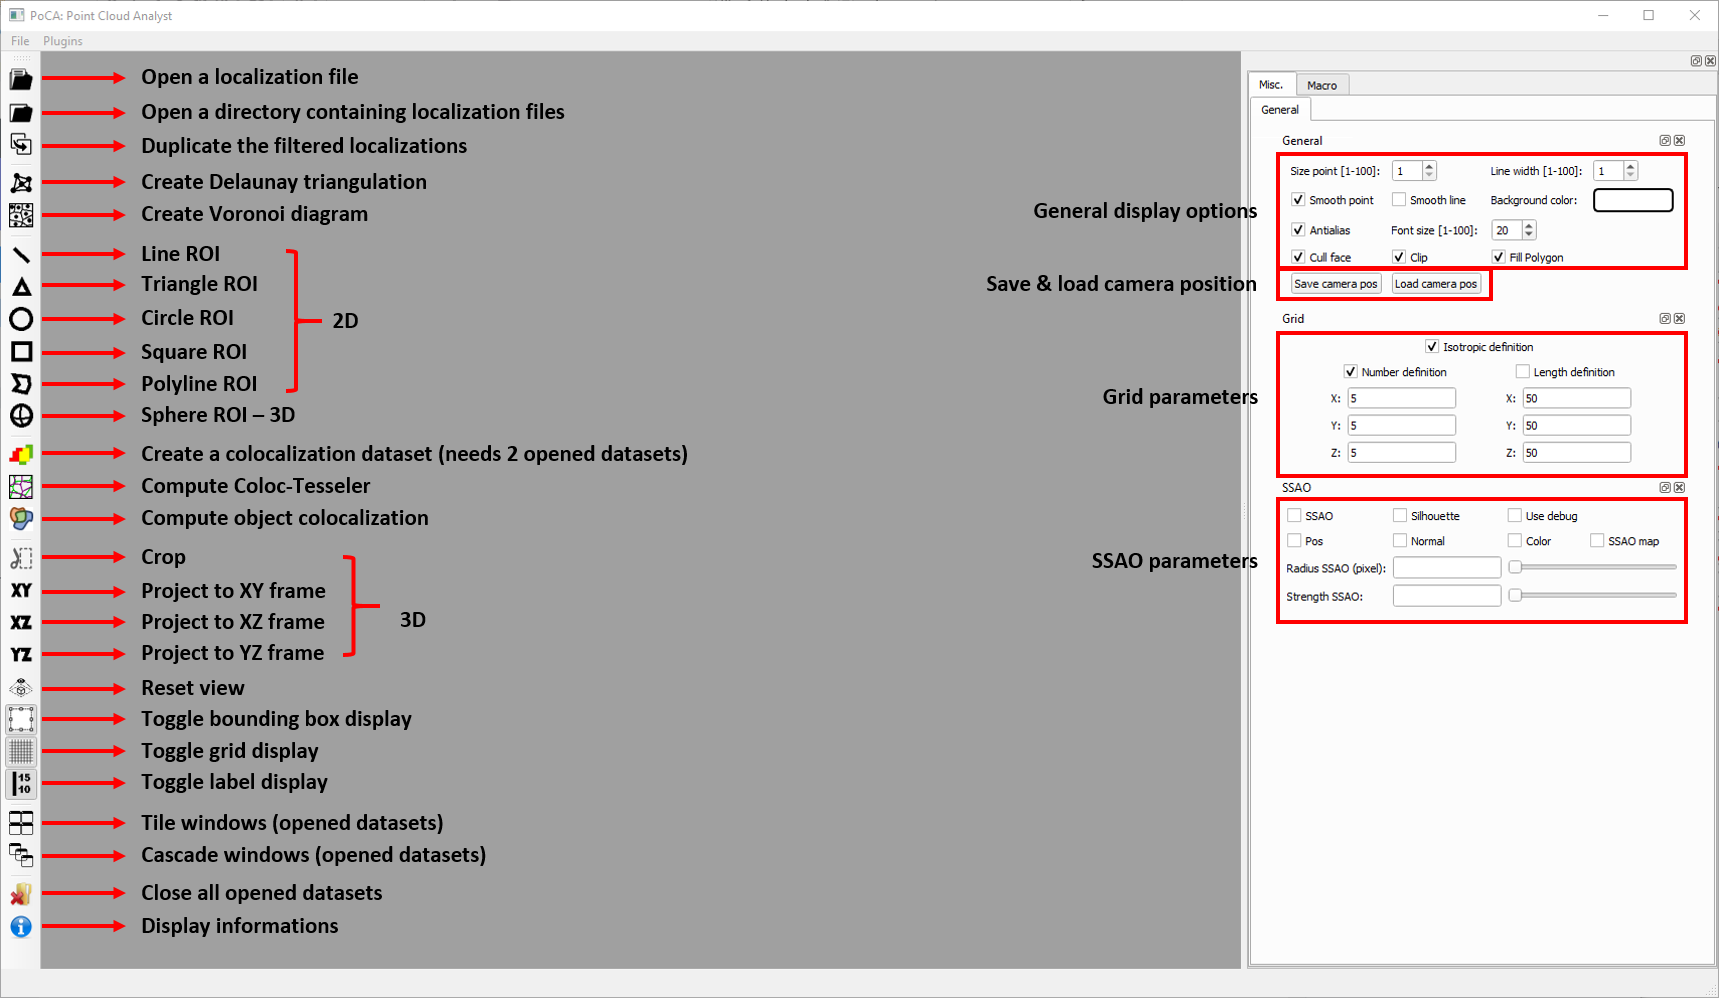 PoCA: Point Cloud Analyst
File Plugins
Open a localization file
Open a directory containing localization files
Duplicate the filtered localizations
Create Delaunay triangulation
Create Voronoi diagram
Line ROI
Triangle ROI
Circle ROI
2D
Square ROI
Polyline ROI
Sphere ROI – 3D
Create a colocalization dataset (needs 2 opened datasets)
Compute Coloc-Tesseler
Compute object colocalization
Crop
XY Project to XY frame
3D
XZ Project to XZ frame
YZ Project to YZ frame
Reset view
Toggle bounding box display
Toggle grid display
15
10
Toggle label display
Tile windows (opened datasets)
Cascade windows (opened datasets)
Close all opened datasets
Display informations
General display options
Save & load camera position
Grid parameters
SSAO parameters
Misc. Macro
General
General
Size point [1-100]: 1 Line width [1-100]: 1
Smooth point Smooth line Background color:
Antialias Font size [1-100]: 20
Cull face Clip Fill Polygon
Save camera pos Load camera pos
Grid
Isotropic definition
Number definition Length definition
X: 5 X: 50
Y: 5 Y: 50
Z: 5 Z: 50
SSAO
SSAO Silhouette Use debug
Pos Normal Color SSAO map
Radius SSAO (pixel):
Strength SSAO: